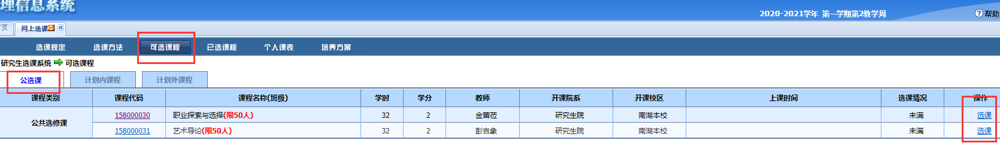 理信息系统
2020-2021学年 第一学期第2教学周
帮助
页 网上选课
选课规定 选课方法 可选课程 已选课程 个人课表 培养方案
研究生选课系统 可选课程
公选课 计划内课程 计划外课程
课程类别 课程代码 课程名称(班级) 学时 学分 教师 开课院系 开课校区 上课时间 选课情况 操作
公共选修课 158000030 职业探索与选择(限50人) 32 2 金菑莅 研究生院 南湖本校 未满 选课
158000031 艺术导论(限50人) 32 2 彭吉象 研究生院 南湖本校 未满 选课